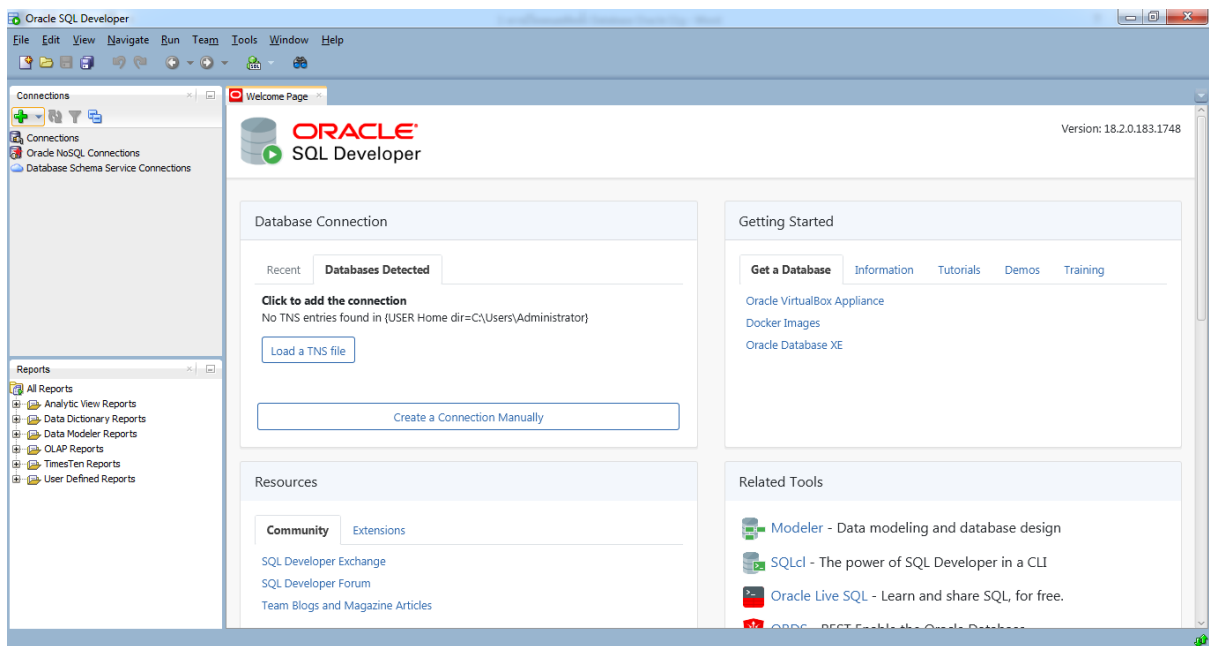 Oracle SQL Developer
File Edit View Navigate Run Team Tools Window Help
Connections
Connections
Oracle NoSQL Connections
Database Schema Service Connections
Reports
All Reports
Analytic View Reports
Data Dictionary Reports
Data Modeler Reports
OLAP Reports
TimesTen Reports
User Defined Reports
Welcome Page
ORACLE
SQL Developer
Version: 18.2.0.183.1748
Database Connection
Recent Databases Detected
Click to add the connection
No TNS entries found in {USER Home dir=C:\Users\Administrator}
Load a TNS file
Create a Connection Manually
Getting Started
Get a Database Information Tutorials Demos Training
Oracle VirtualBox Appliance
Docker Images
Oracle Database XE
Resources
Community Extensions
SQL Developer Exchange
SQL Developer Forum
Team Blogs and Magazine Articles
Related Tools
Modeler - Data modeling and database design
SQLcl - The power of SQL Developer in a CLI
Oracle Live SQL - Learn and share SQL, for free.
ORDS - REST Enable the Oracle Database